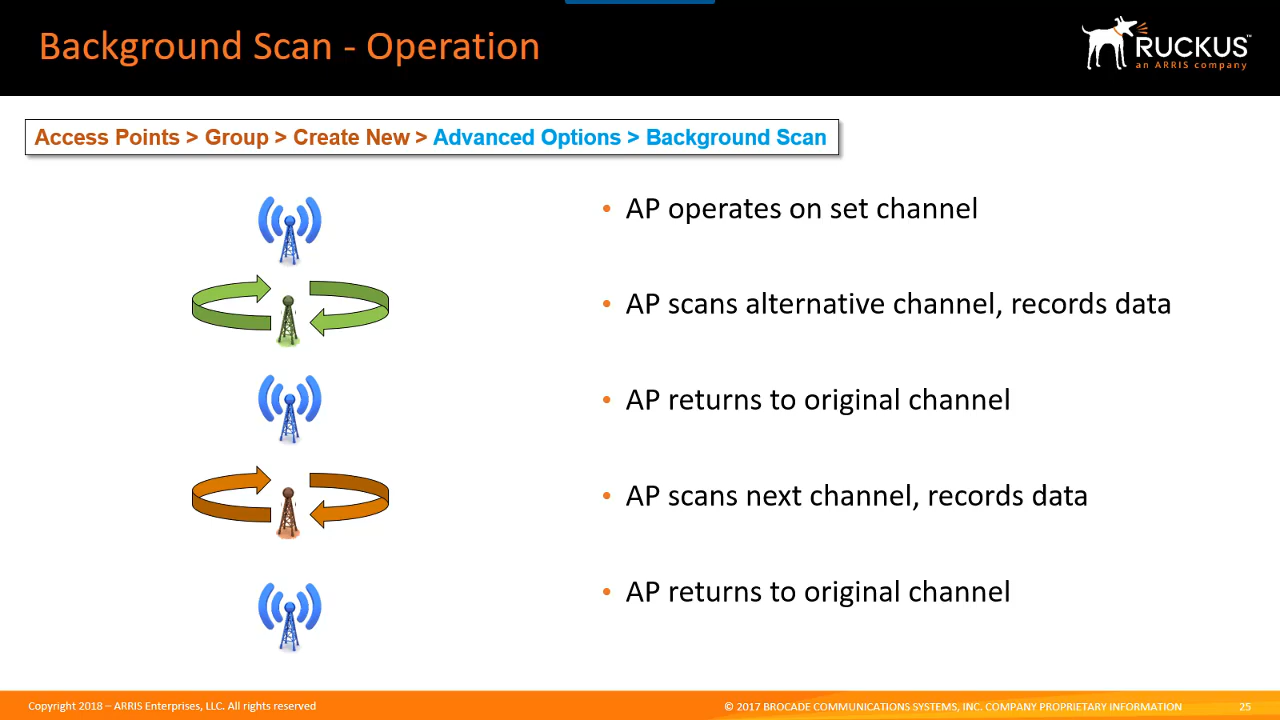 Background Scan - Operation
RUCKUS™
an ARRIS company
Access Points > Group > Create New > Advanced Options > Background Scan
• AP operates on set channel
• AP scans alternative channel, records data
• AP returns to original channel
• AP scans next channel, records data
• AP returns to original channel
Copyright 2018 – ARRIS Enterprises, LLC. All rights reserved
© 2017 BROCADE COMMUNICATIONS SYSTEMS, INC. COMPANY PROPRIETARY INFORMATION
25